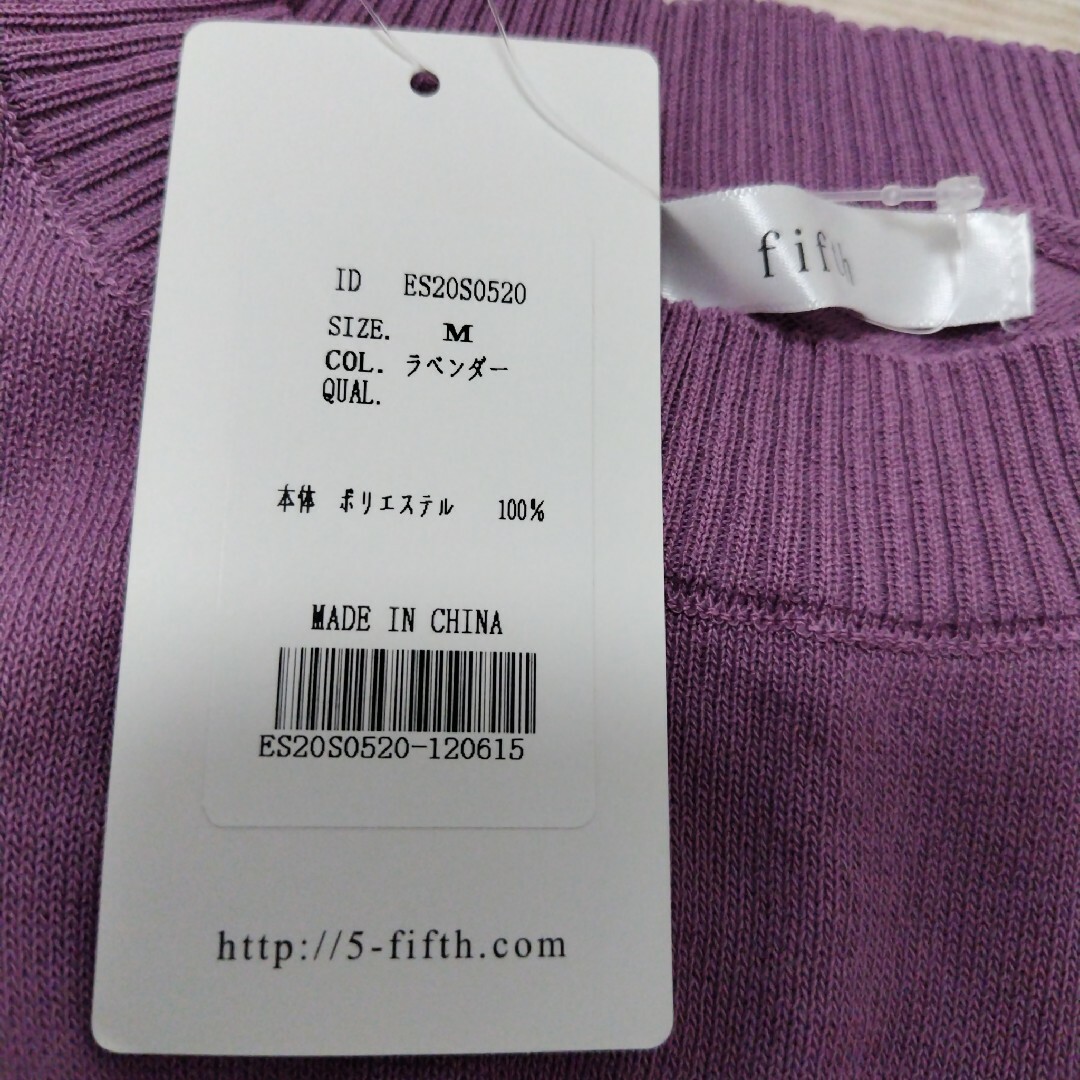 ID ES20S0520
SIZE. M
COL. ラベンダー
QUAL.
本体 ポリエステル 100%
MADE IN CHINA
ES20S0520-120615
http://5-fifth.com
fifth